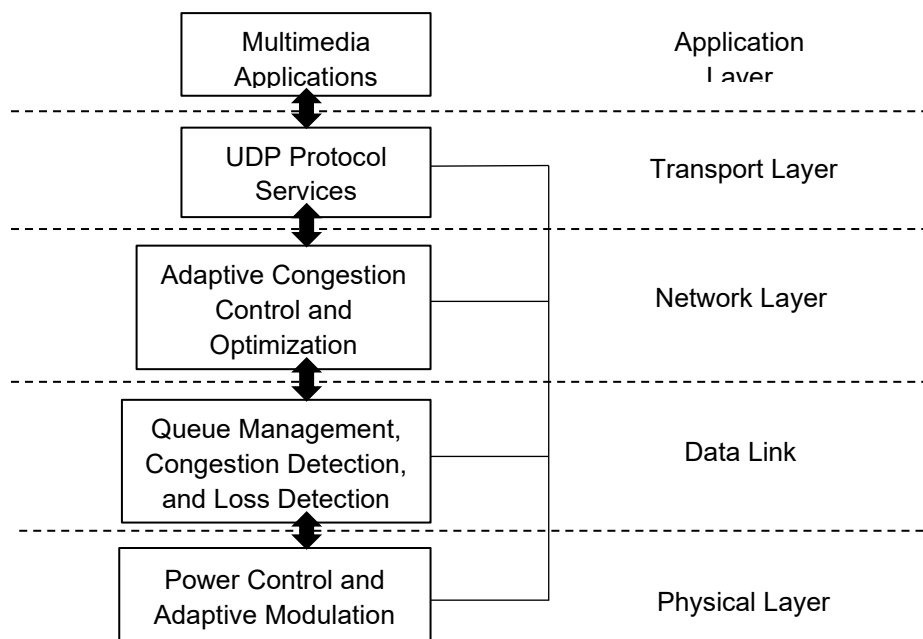 Multimedia
Applications
Application
Layer
UDP Protocol
Services
Transport Layer
Adaptive Congestion
Control and
Optimization
Network Layer
Queue Management,
Congestion Detection,
and Loss Detection
Data Link
Power Control and
Adaptive Modulation
Physical Layer